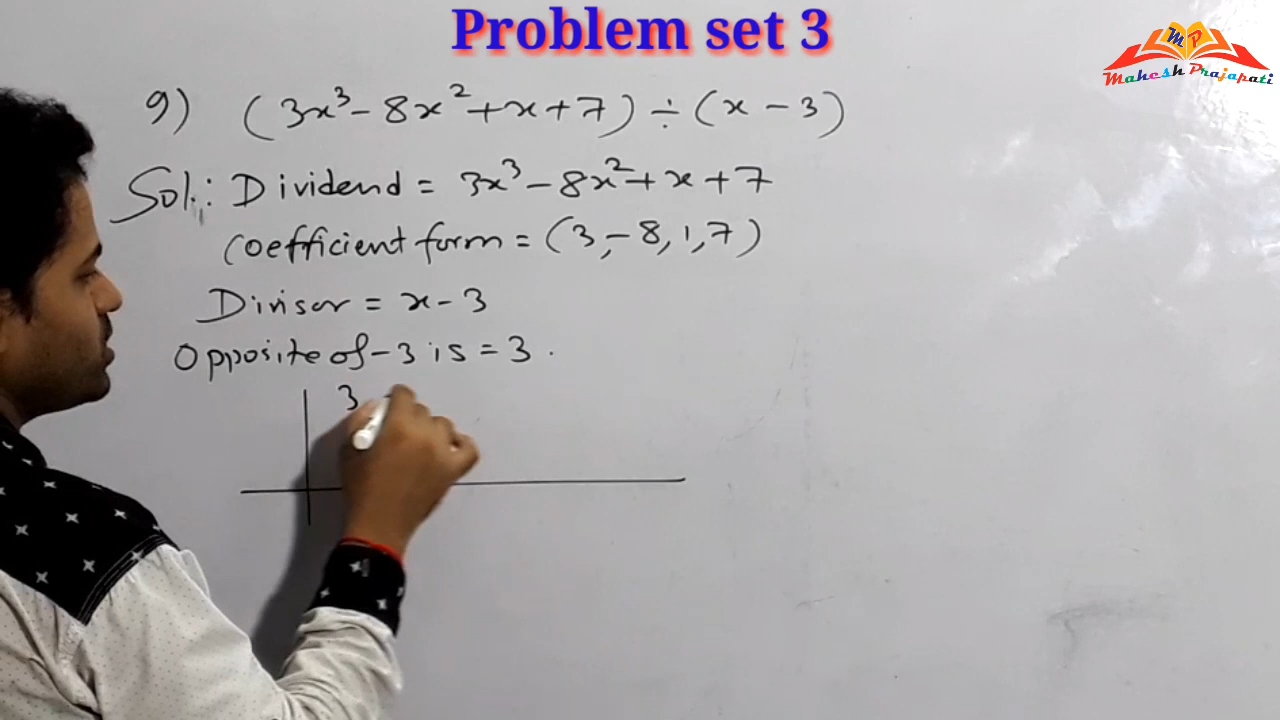 Problem set 3
MP
Mahesh Prajapati
9) (3x³ - 8x² + x + 7) ÷ (x - 3)
Sol.: Dividend = 3x³ - 8x² + x + 7
Coefficient form = (3, -8, 1, 7)
Divisor = x - 3
Opposite of -3 is = 3.
3